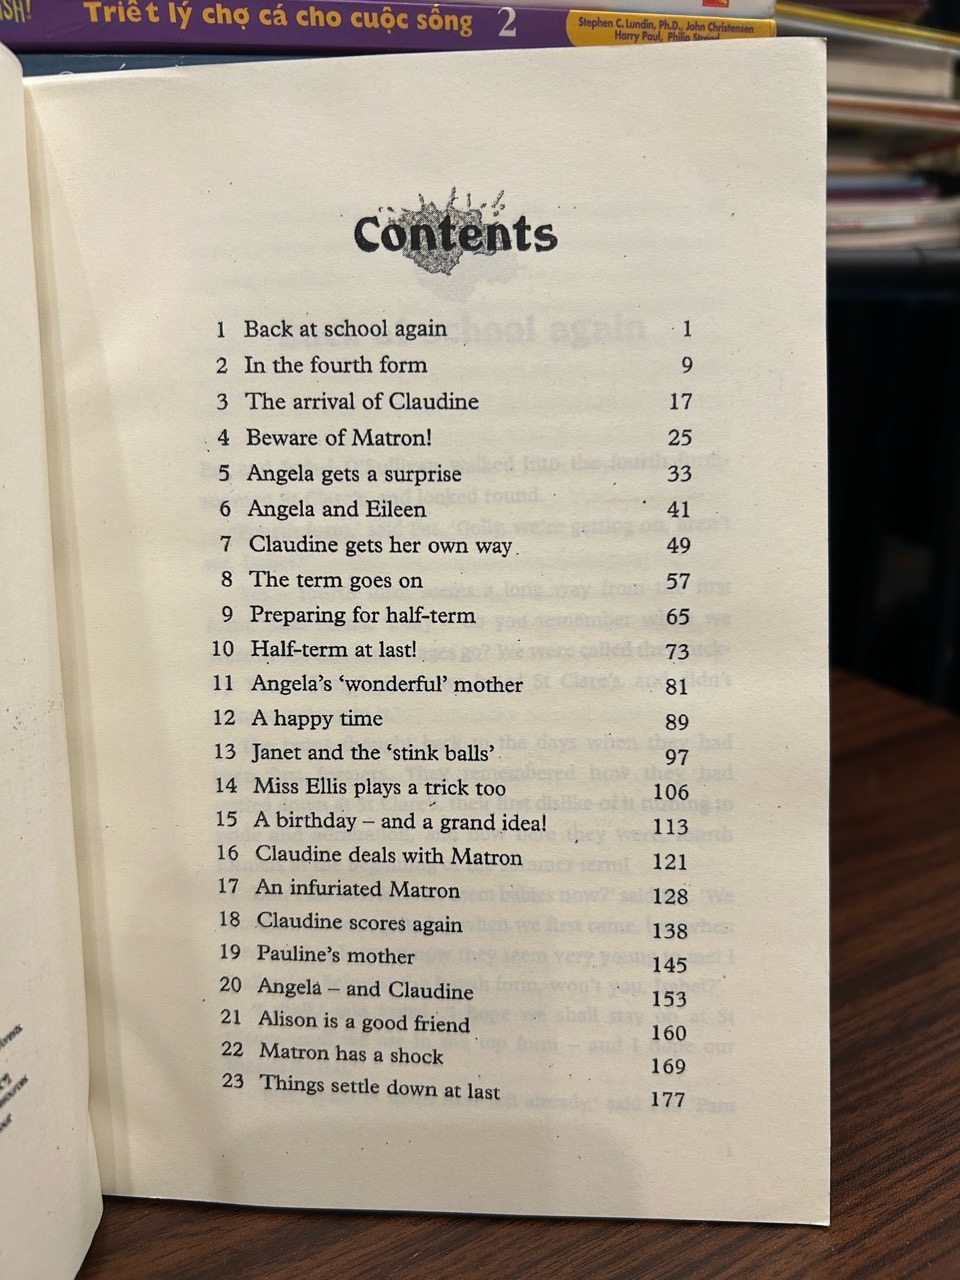 ISH!
Triết lý chợ cá cho cuộc sống 2
Stephen C. Lundin, Ph.D., John Christensen
Harry Paul, Philip Strand
Contents
1 Back at school again 1
2 In the fourth form 9
3 The arrival of Claudine 17
4 Beware of Matron! 25
5 Angela gets a surprise 33
6 Angela and Eileen 41
7 Claudine gets her own way 49
8 The term goes on 57
9 Preparing for half-term 65
10 Half-term at last! 73
11 Angela’s ‘wonderful’ mother 81
12 A happy time 89
13 Janet and the ‘stink balls’ 97
14 Miss Ellis plays a trick too 106
15 A birthday – and a grand idea! 113
16 Claudine deals with Matron 121
17 An infuriated Matron 128
18 Claudine scores again 138
19 Pauline’s mother 145
20 Angela – and Claudine 153
21 Alison is a good friend 160
22 Matron has a shock 169
23 Things settle down at last 177